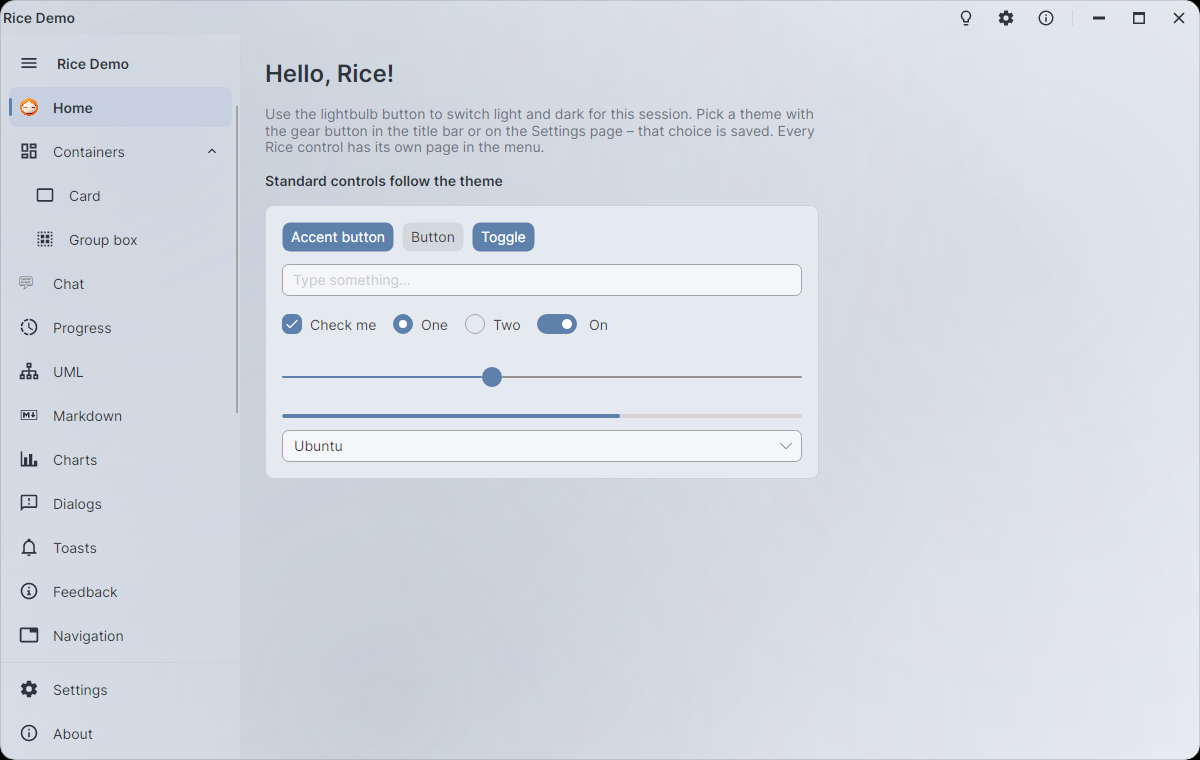 Rice Demo
Rice Demo
Home
Containers
Card
Group box
Chat
Progress
UML
Markdown
Charts
Dialogs
Toasts
Feedback
Navigation
Settings
About
Hello, Rice!
Use the lightbulb button to switch light and dark for this session. Pick a theme with
the gear button in the title bar or on the Settings page – that choice is saved. Every
Rice control has its own page in the menu.
Standard controls follow the theme
Accent button Button Toggle
Type something...
Check me One Two On
Ubuntu